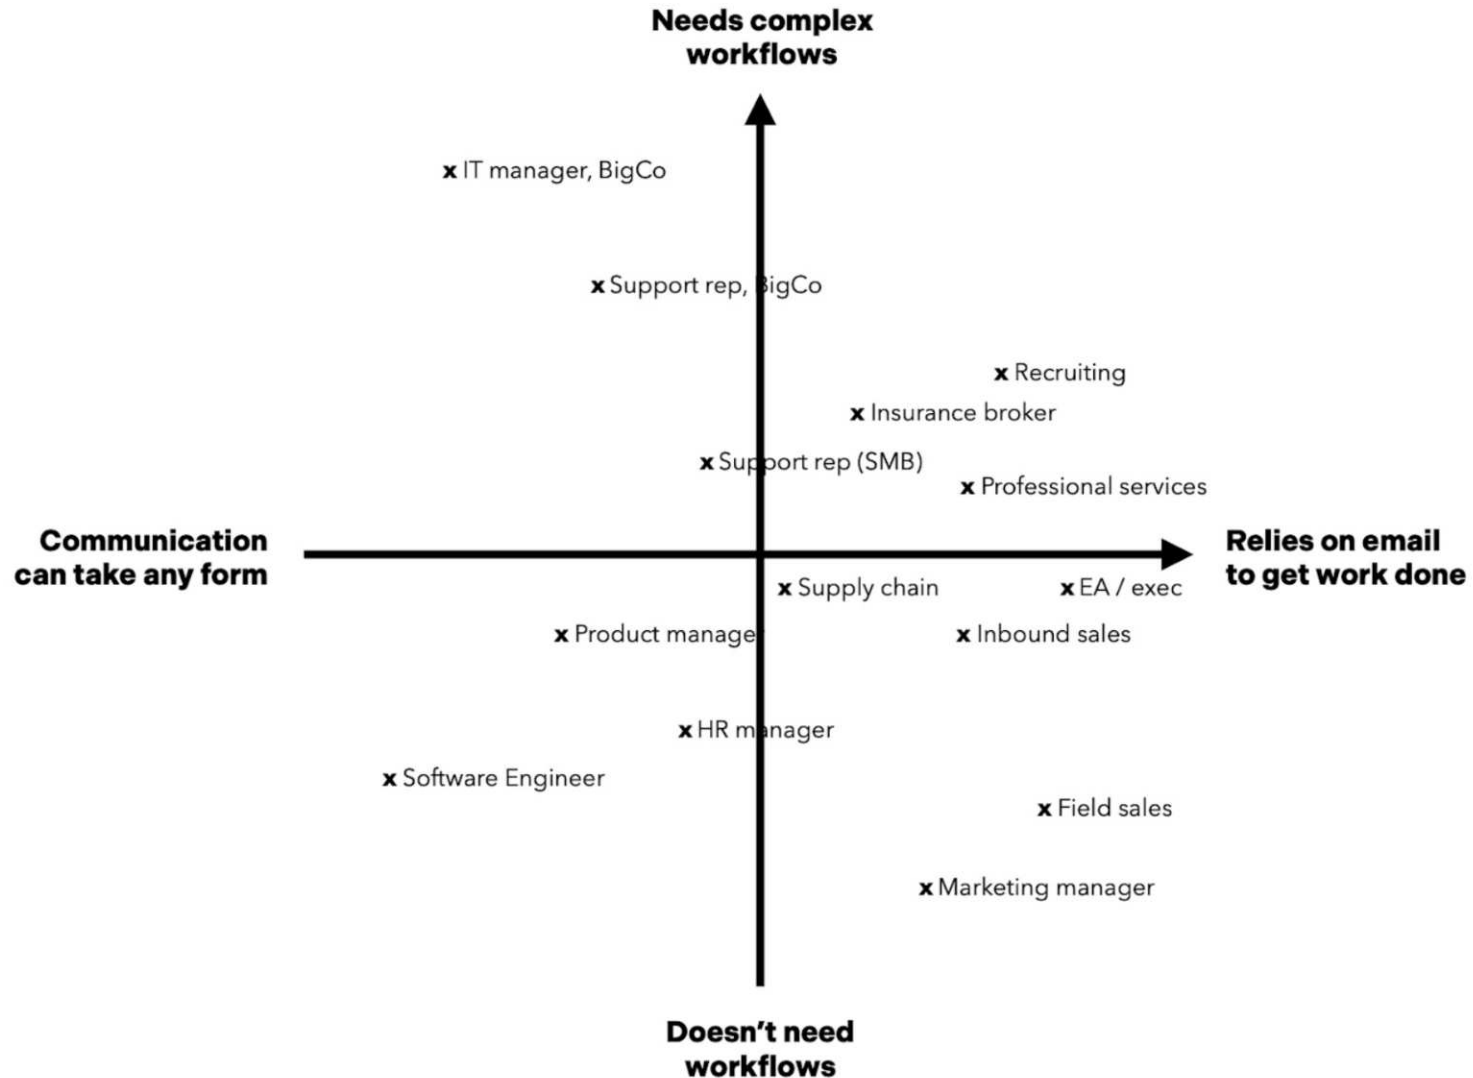 Needs complex
workflows
x IT manager, BigCo
x Support rep, BigCo
x Recruiting
x Insurance broker
x Support rep (SMB)
x Professional services
Communication
can take any form
Relies on email
to get work done
x Supply chain
x EA / exec
x Product manager
x Inbound sales
x HR manager
x Software Engineer
x Field sales
x Marketing manager
Doesn’t need
workflows